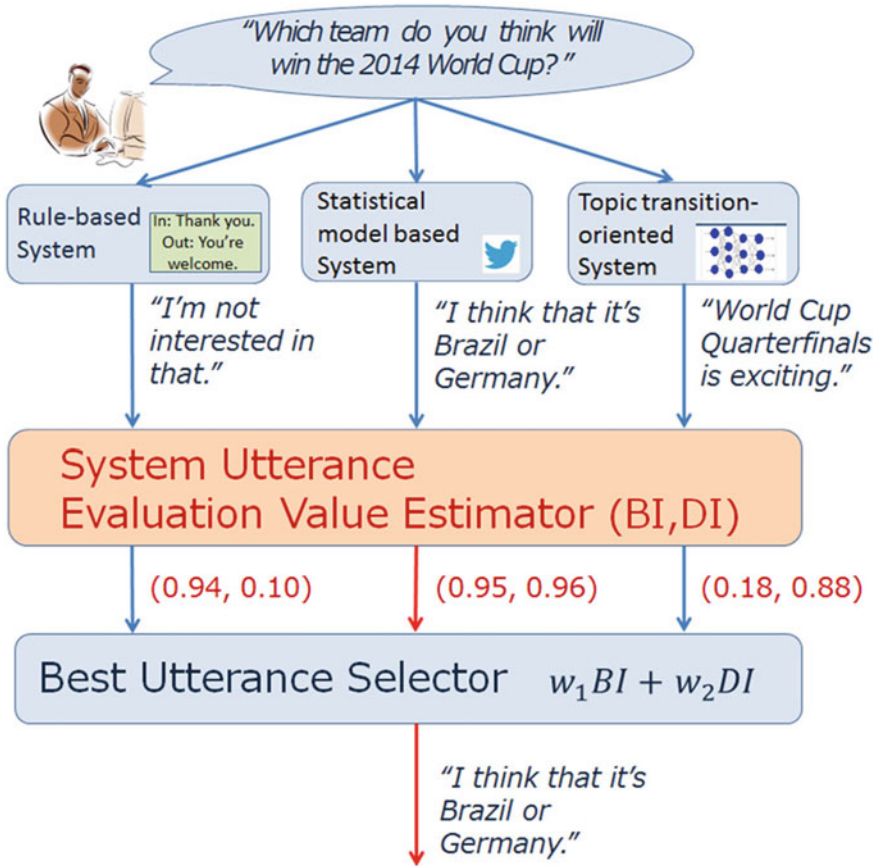 “Which team do you think will
win the 2014 World Cup? ”
Rule-based
System
In: Thank you.
Out: You’re
welcome.
Statistical
model based
System
Topic transition-
oriented
System
“I’m not
interested in
that.”
“I think that it’s
Brazil or
Germany.”
“World Cup
Quarterfinals
is exciting.”
System Utterance
Evaluation Value Estimator (BI,DI)
(0.94, 0.10)
(0.95, 0.96)
(0.18, 0.88)
Best Utterance Selector w₁BI + w₂DI
“I think that it’s
Brazil or
Germany.”